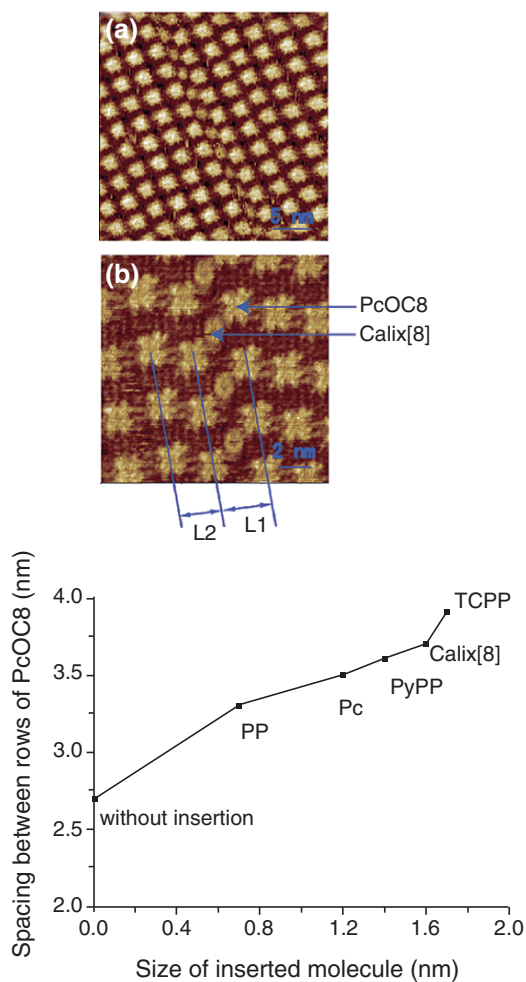 (a)
5 nm
(b)
PcOC8
Calix[8]
2 nm
L2
L1
Spacing between rows of PcOC8 (nm)
4.0
3.5
3.0
2.5
2.0
TCPP
Calix[8]
PyPP
Pc
PP
without insertion
0.0
0.4
0.8
1.2
1.6
2.0
Size of inserted molecule (nm)